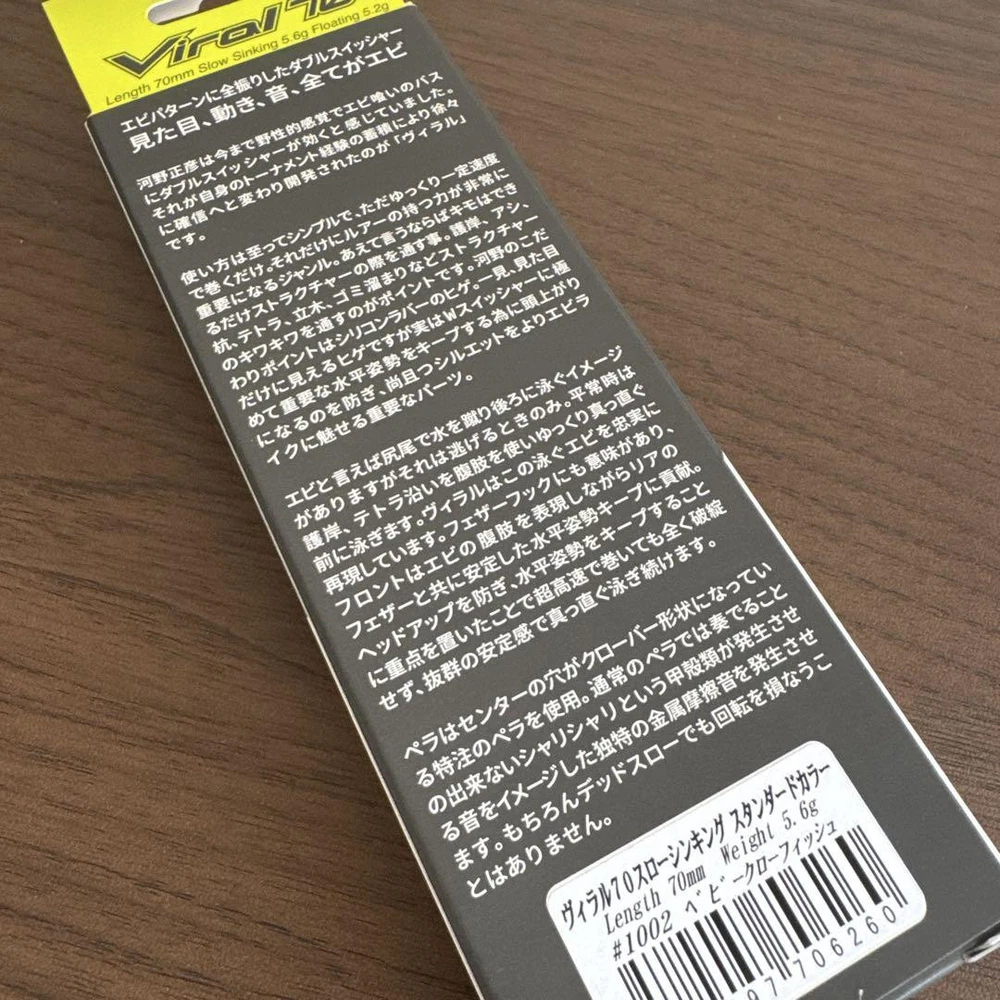 Viral 70
Length 70mm Slow Sinking 5.6g Floating 5.2g
エビパターンに全振りしたダブルスイッシャー
見た目、動き、音、全てがエビ
河野正彦は今まで野性的感覚でエビ喰いのバス
にダブルスイッシャーが効くと感じていました。
それが自身のトーナメント経験の蓄積により徐々
に確信へと変わり開発されたのが「ヴィラル」
です。
使い方は至ってシンプルで、ただゆっくり一定速度
で巻くだけ。それだけにルアーの持つ力が非常に
重要になるジャンル。あえて言うならばキモはでき
るだけストラクチャーの際を通す事。護岸、アシ、
杭、テトラ、立木、ゴミ溜まりなどストラクチャー
のキワキワを通すのがポイントです。河野のこだ
わりポイントはシリコンラバーのヒゲ。一見、見た目
だけに見えるヒゲですが実はWスイッシャーに極
めて重要な水平姿勢をキープする為に頭上がり
になるのを防ぎ、尚且つシルエットをよりエビラ
イクに魅せる重要なパーツ。
エビと言えば尻尾で水を蹴り後ろに泳ぐイメージ
がありますがそれは逃げるときのみ。平常時は
護岸、テトラ沿いを腹肢を使いゆっくり真っ直ぐ
前に泳ぎます。ヴィラルはこの泳ぐエビを忠実に
再現しています。フェザーフックにも意味があり、
フロントはエビの腹肢を表現しながらリアの
フェザーと共に安定した水平姿勢キープに貢献。
ヘッドアップを防ぎ、水平姿勢をキープすること
に重点を置いたことで超高速で巻いても全く破綻
せず、抜群の安定感で真っ直ぐ泳ぎ続けます。
ペラはセンターの穴がクローバー形状になってい
る特注のペラを使用。通常のペラでは奏でること
の出来ないシャリシャリという甲殻類が発生させ
る音をイメージした独特の金属摩擦音を発生させ
ます。もちろんデッドスローでも回転を損なうこ
とはありません。
ヴィラル70スローシンキング スタンダードカラー
Length 70mm Weight 5.6g
#1002 ベビークローフィッシュ
97706260